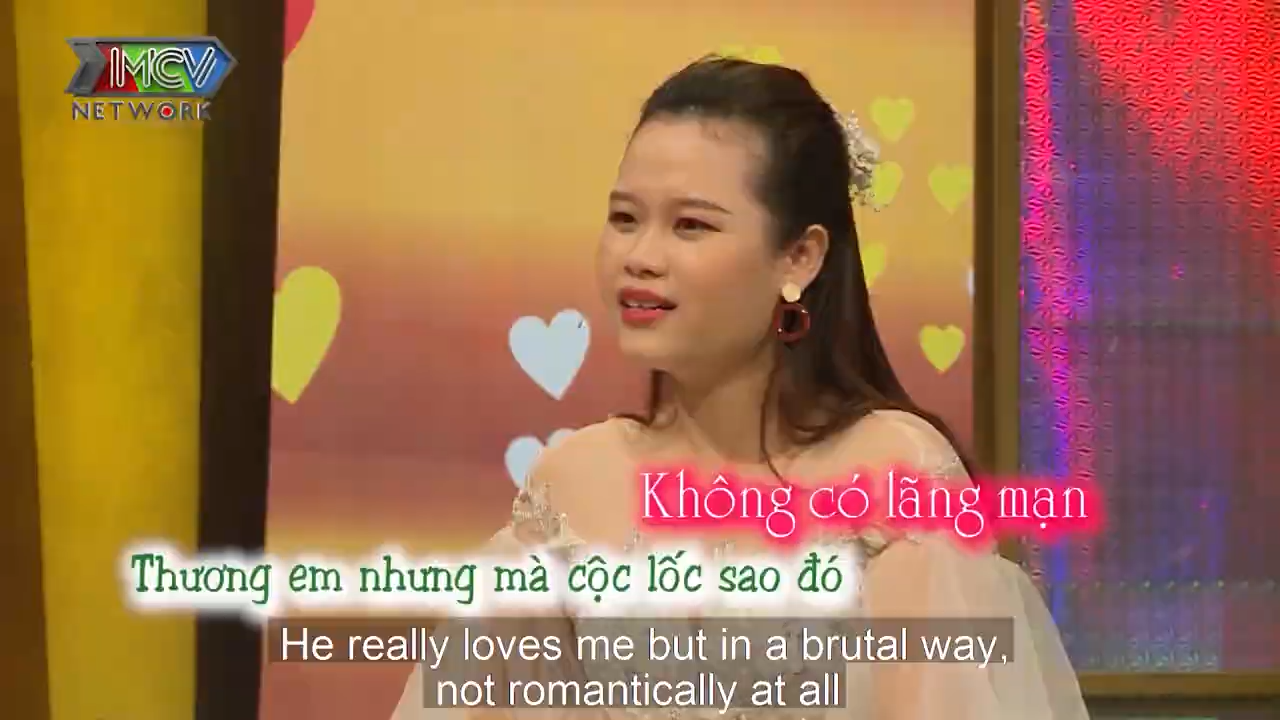 MCV
NETWORK
Không có lãng mạn
Thương em nhưng mà cộc lốc sao đó
He really loves me but in a brutal way,
not romantically at all